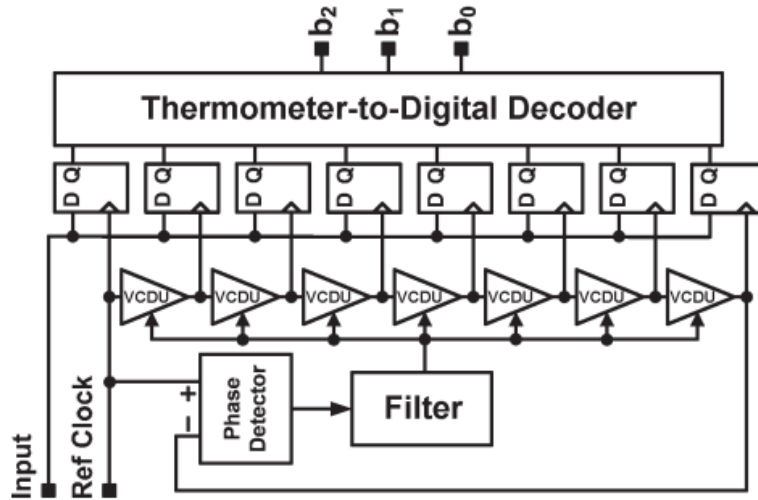 b2 b1 b0
Thermometer-to-Digital Decoder
D Q D Q D Q D Q D Q D Q D Q D Q
VCDU VCDU VCDU VCDU VCDU VCDU VCDU
+
−
Phase
Detector
Filter
Input
Ref Clock